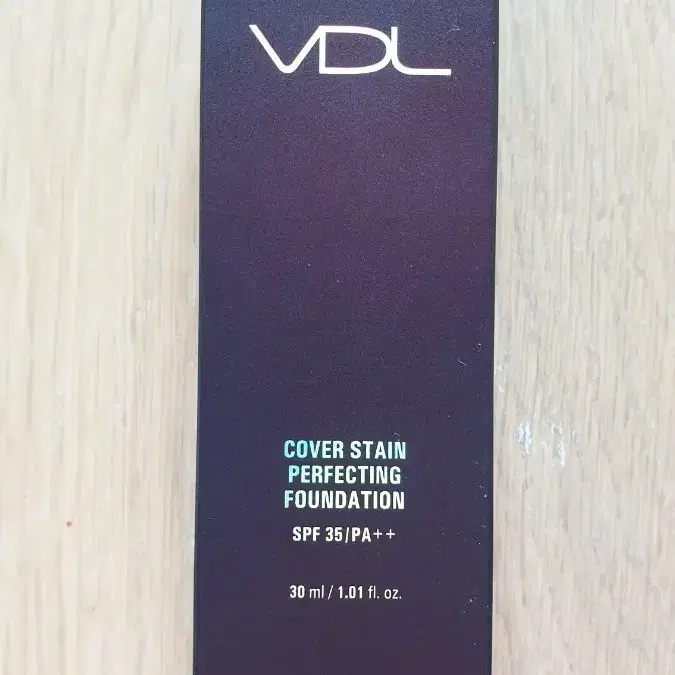 VDL
COVER STAIN
PERFECTING
FOUNDATION
SPF 35/PA++
30 ml / 1.01 fl. oz.